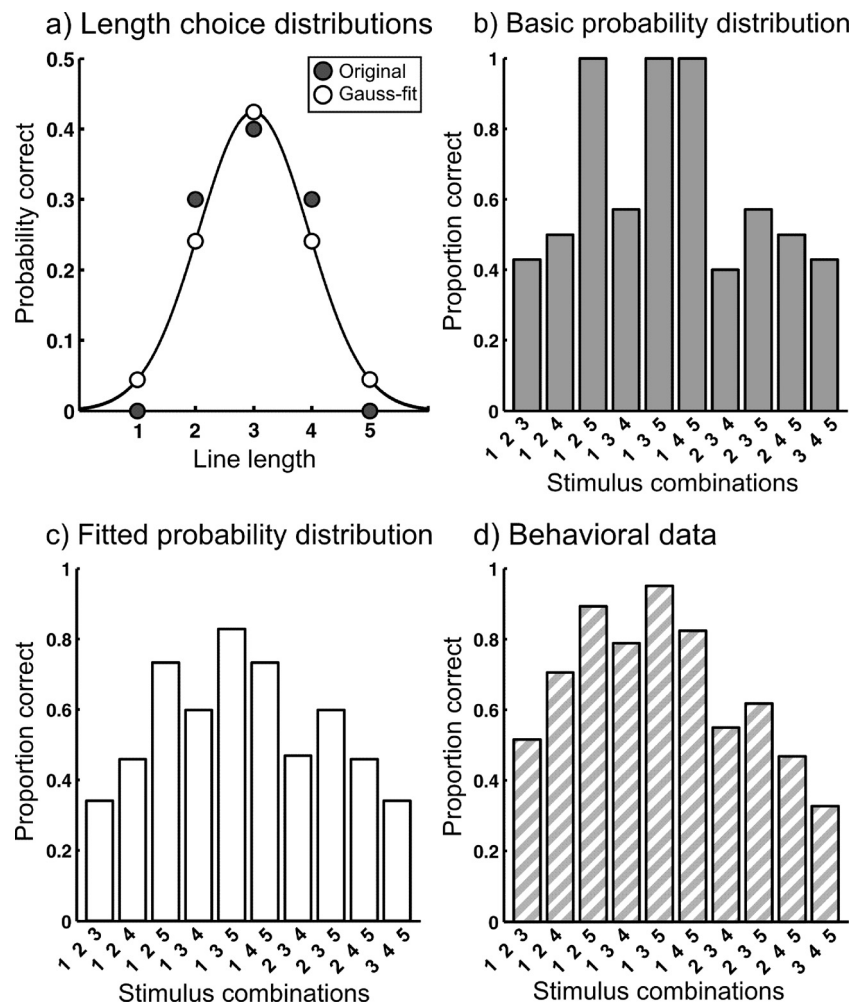 a) Length choice distributions
0.5
0.4
0.3
0.2
0.1
0
Probability correct
Original
Gauss-fit
1 2 3 4 5
Line length
b) Basic probability distribution
1
0.8
0.6
0.4
0.2
0
Proportion correct
1 2 3
1 2 4
1 2 5
1 3 4
1 3 5
1 4 5
2 3 4
2 3 5
2 4 5
3 4 5
Stimulus combinations
c) Fitted probability distribution
1
0.8
0.6
0.4
0.2
0
Proportion correct
1 2 3
1 2 4
1 2 5
1 3 4
1 3 5
1 4 5
2 3 4
2 3 5
2 4 5
3 4 5
Stimulus combinations
d) Behavioral data
1
0.8
0.6
0.4
0.2
0
Proportion correct
1 2 3
1 2 4
1 2 5
1 3 4
1 3 5
1 4 5
2 3 4
2 3 5
2 4 5
3 4 5
Stimulus combinations